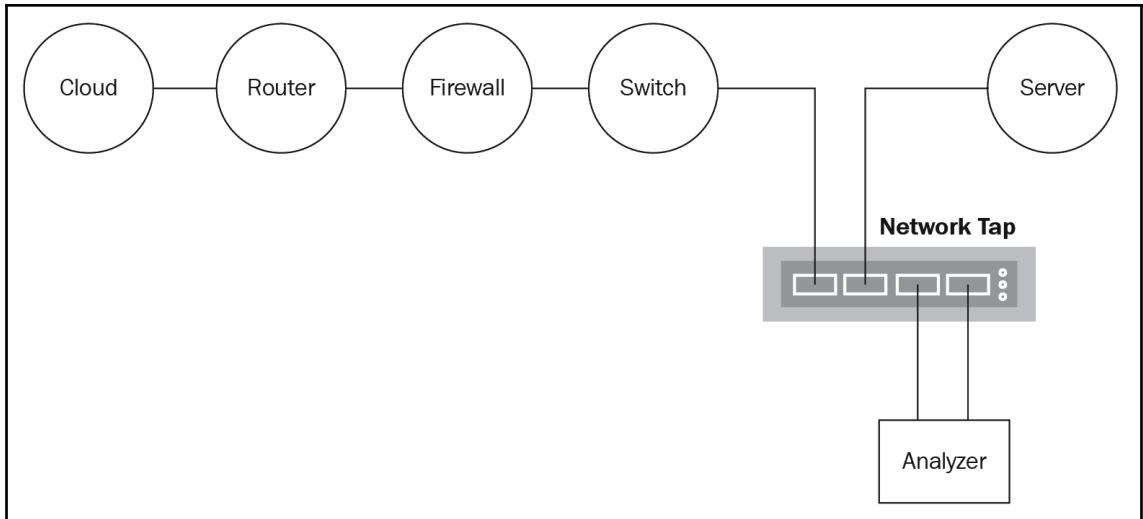 Cloud
Router
Firewall
Switch
Server
Network Tap
Analyzer